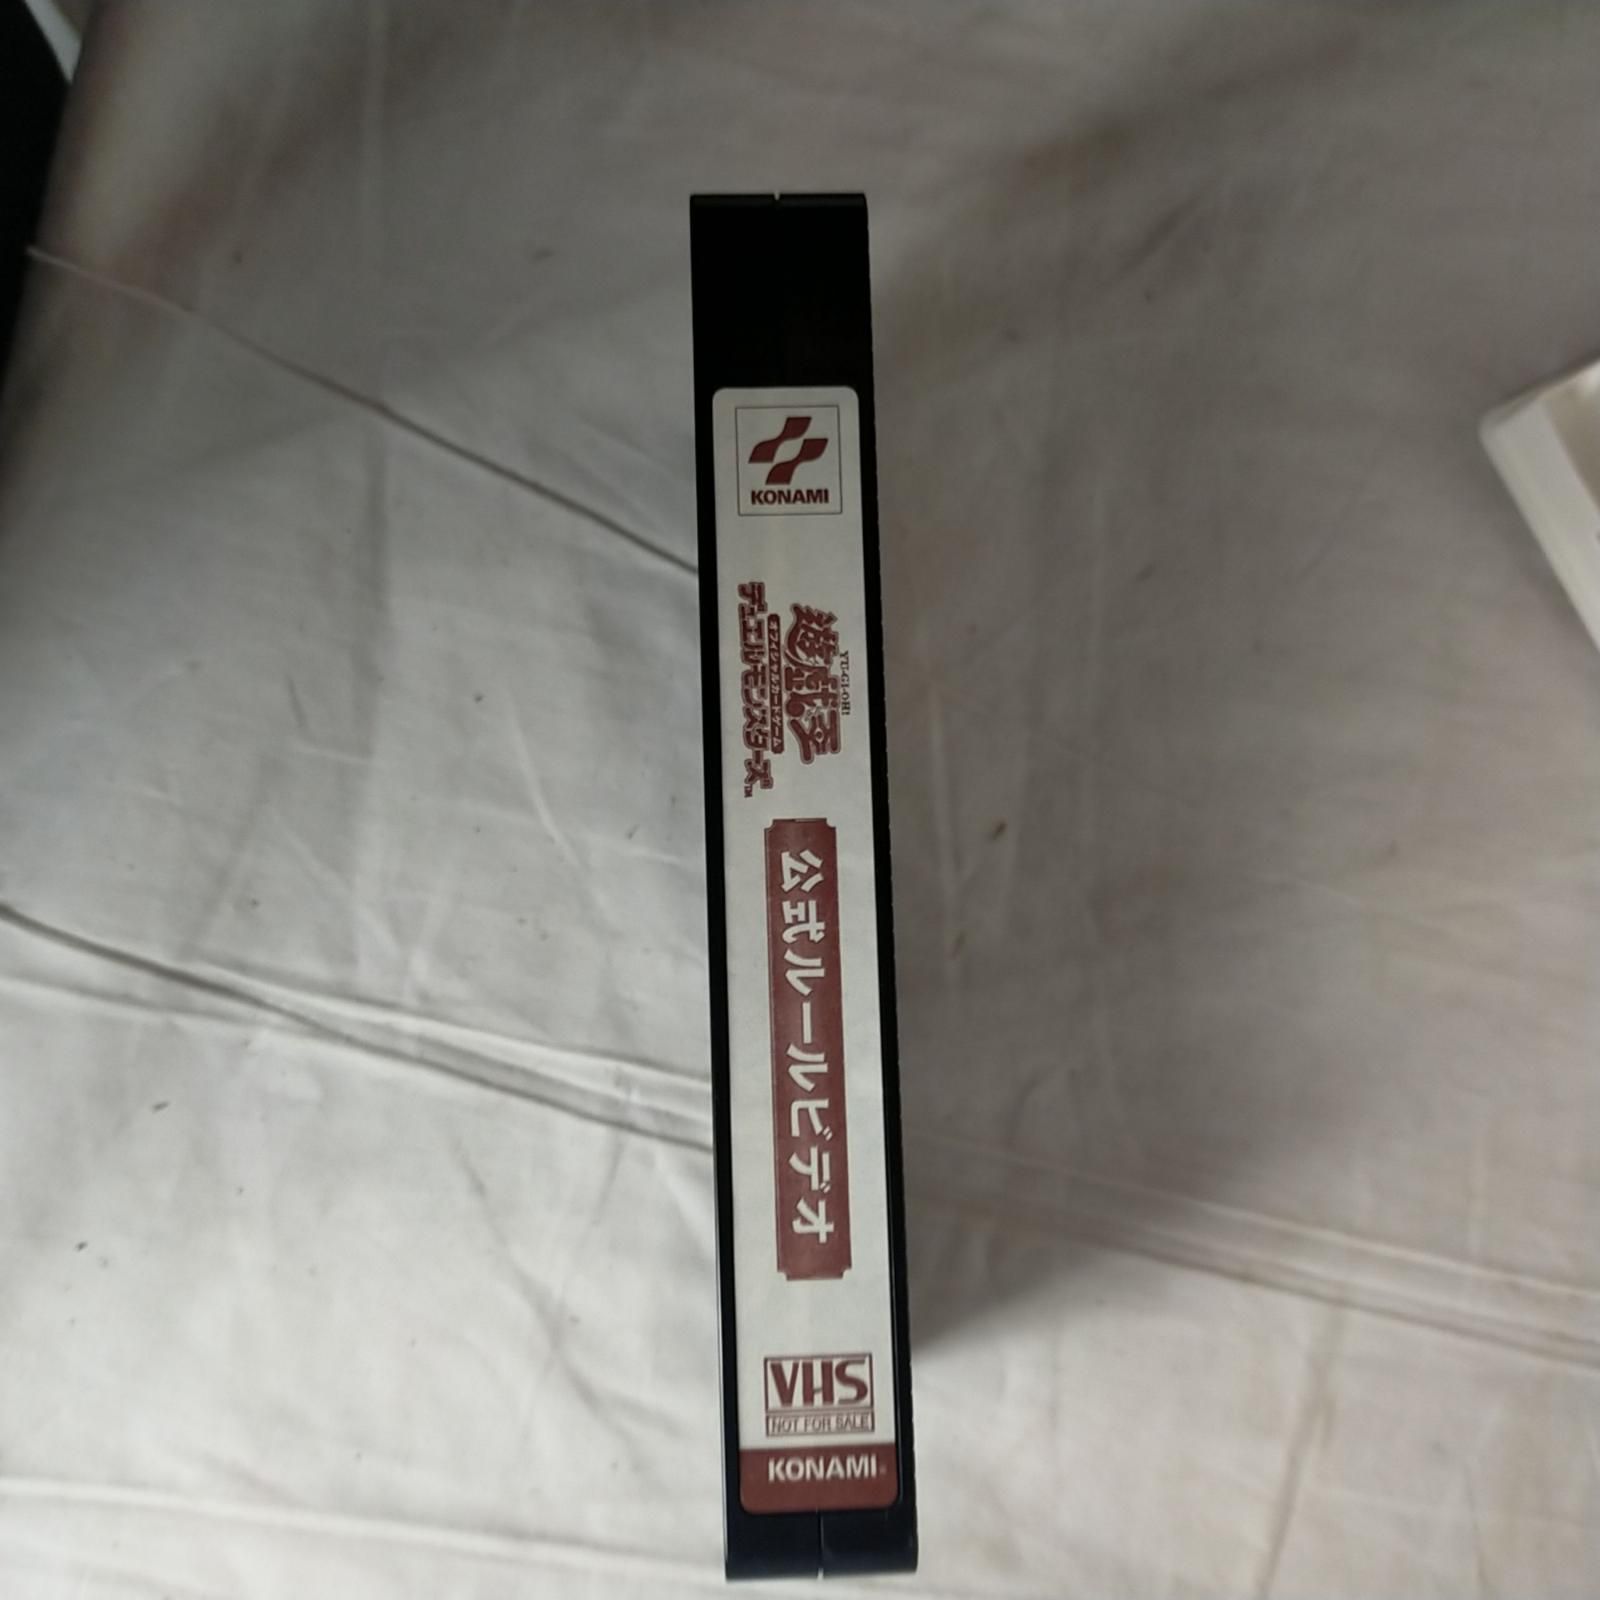 KONAMI
YU-GI-OH!
遊戯王
オフィシャルカードゲーム
デュエルモンスターズ™
公式ルールビデオ
VHS
NOT FOR SALE
KONAMI